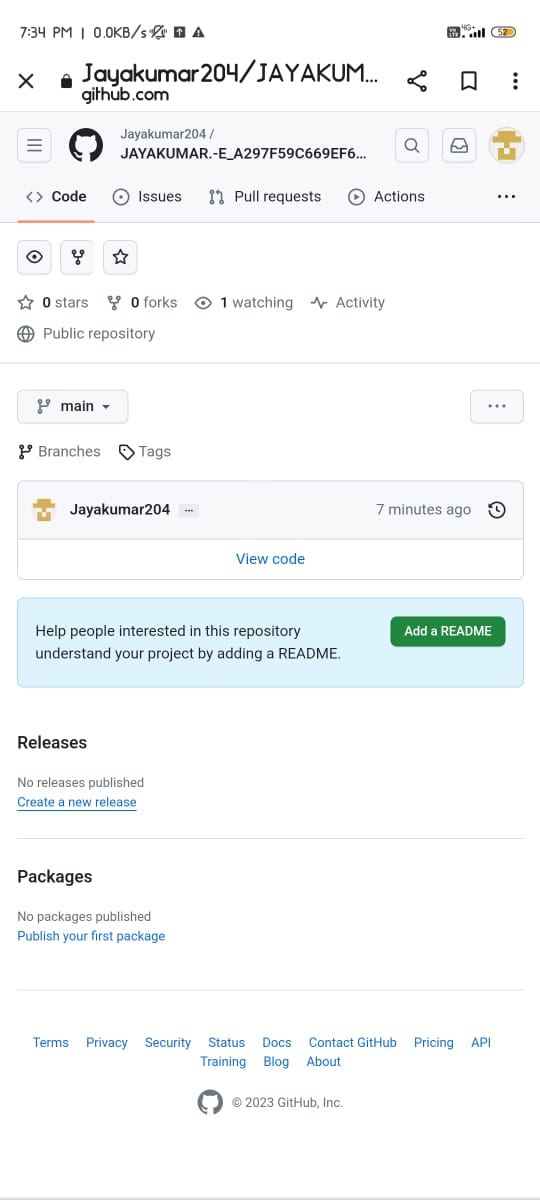 7:34 PM | 0.0KB/s
4G+
52
Jayakumar204/JAYAKUM...
github.com
Jayakumar204 /
JAYAKUMAR.-E_A297F59C669EF6...
Code Issues Pull requests Actions ...
0 stars 0 forks 1 watching Activity
Public repository
main ...
Branches Tags
Jayakumar204 ... 7 minutes ago
View code
Help people interested in this repository
understand your project by adding a README.
Add a README
Releases
No releases published
Create a new release
Packages
No packages published
Publish your first package
Terms Privacy Security Status Docs Contact GitHub Pricing API
Training Blog About
© 2023 GitHub, Inc.